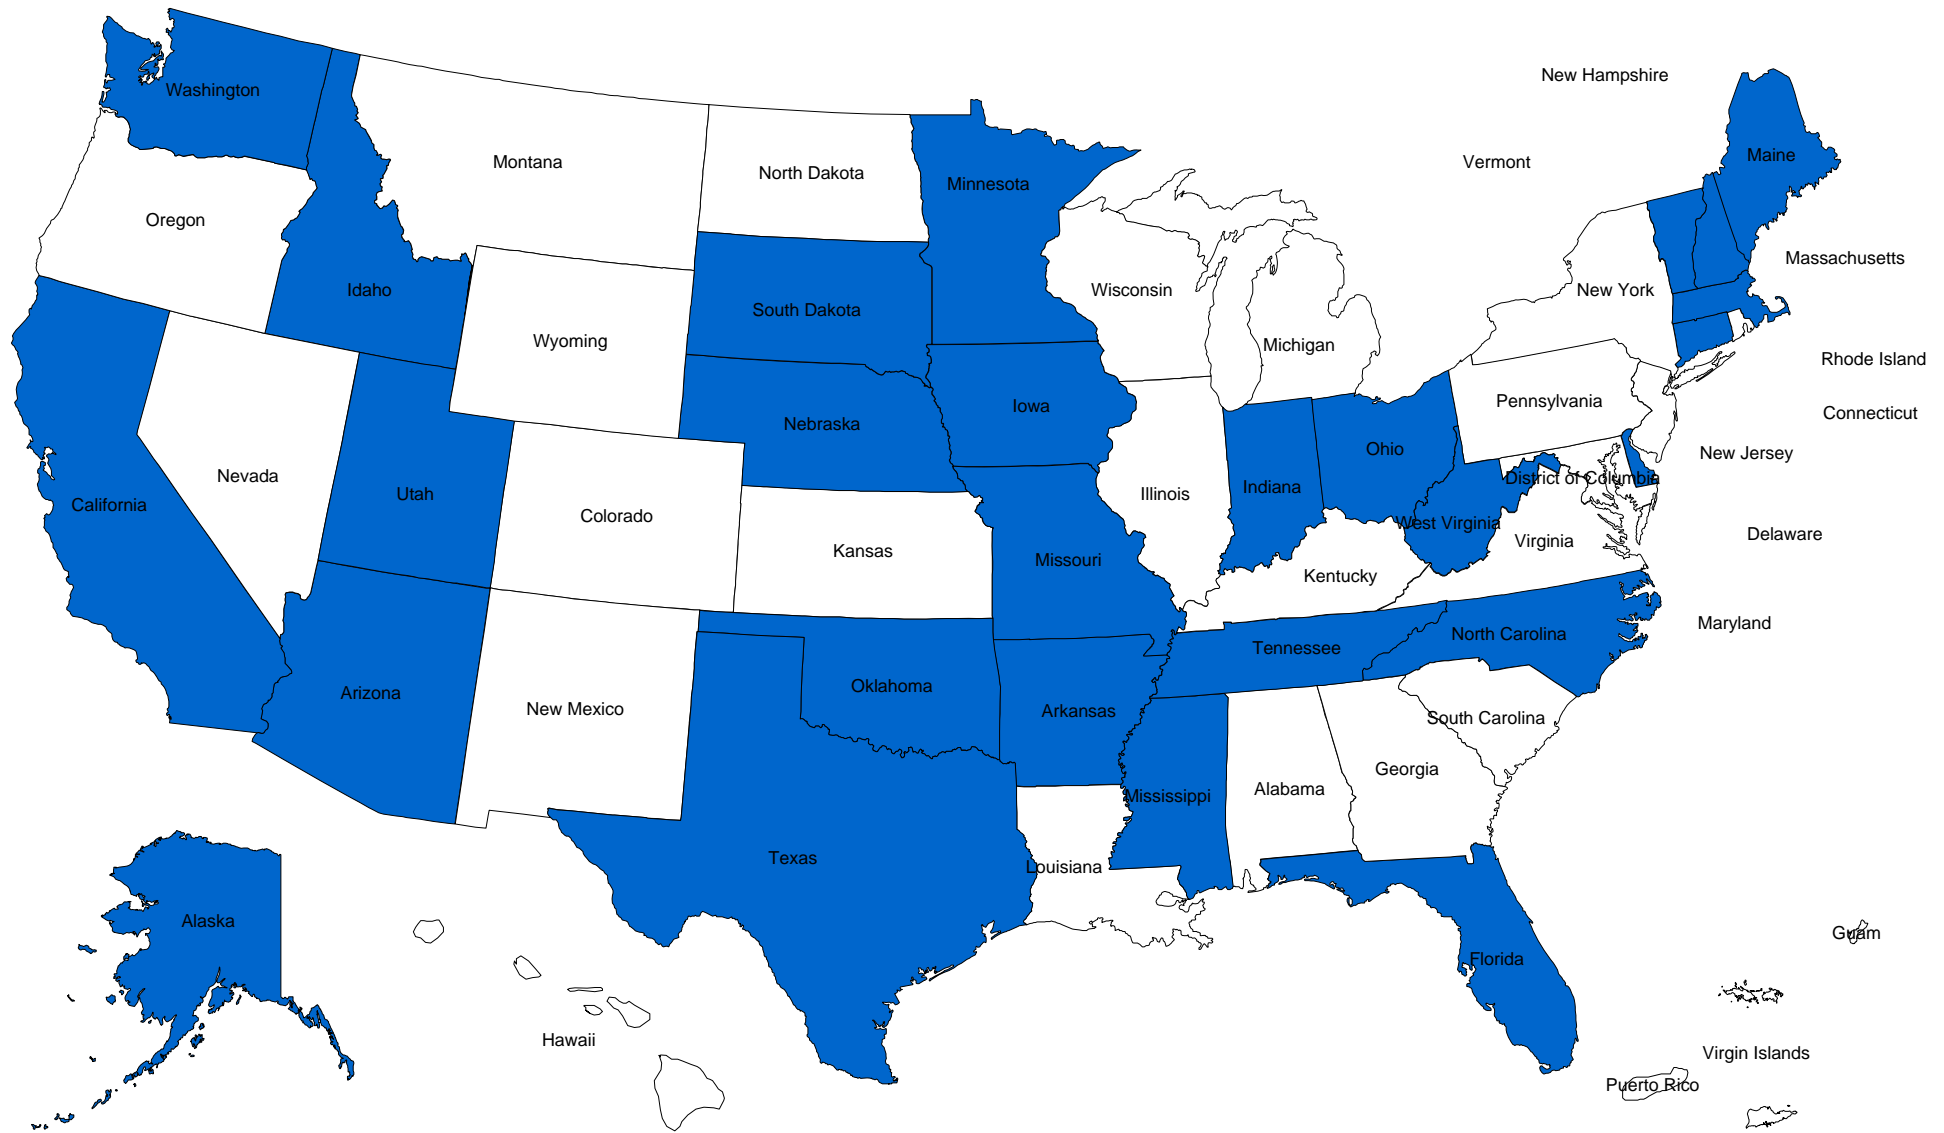 New Hampshire
Washington
Maine
Vermont
Montana
North Dakota
Minnesota
Oregon
Massachusetts
Idaho
Wisconsin
New York
South Dakota
Wyoming
Michigan
Rhode Island
Pennsylvania
Iowa
Connecticut
Nebraska
Ohio
New Jersey
Nevada
District of Columbia
Indiana
Utah
Illinois
California
Colorado
West Virginia
Delaware
Virginia
Kansas
Missouri
Kentucky
Maryland
North Carolina
Tennessee
Oklahoma
Arizona
New Mexico
Arkansas
South Carolina
Georgia
Alabama
Mississippi
Texas
Louisiana
Alaska
Guam
Florida
Hawaii
Virgin Islands
Puerto Rico